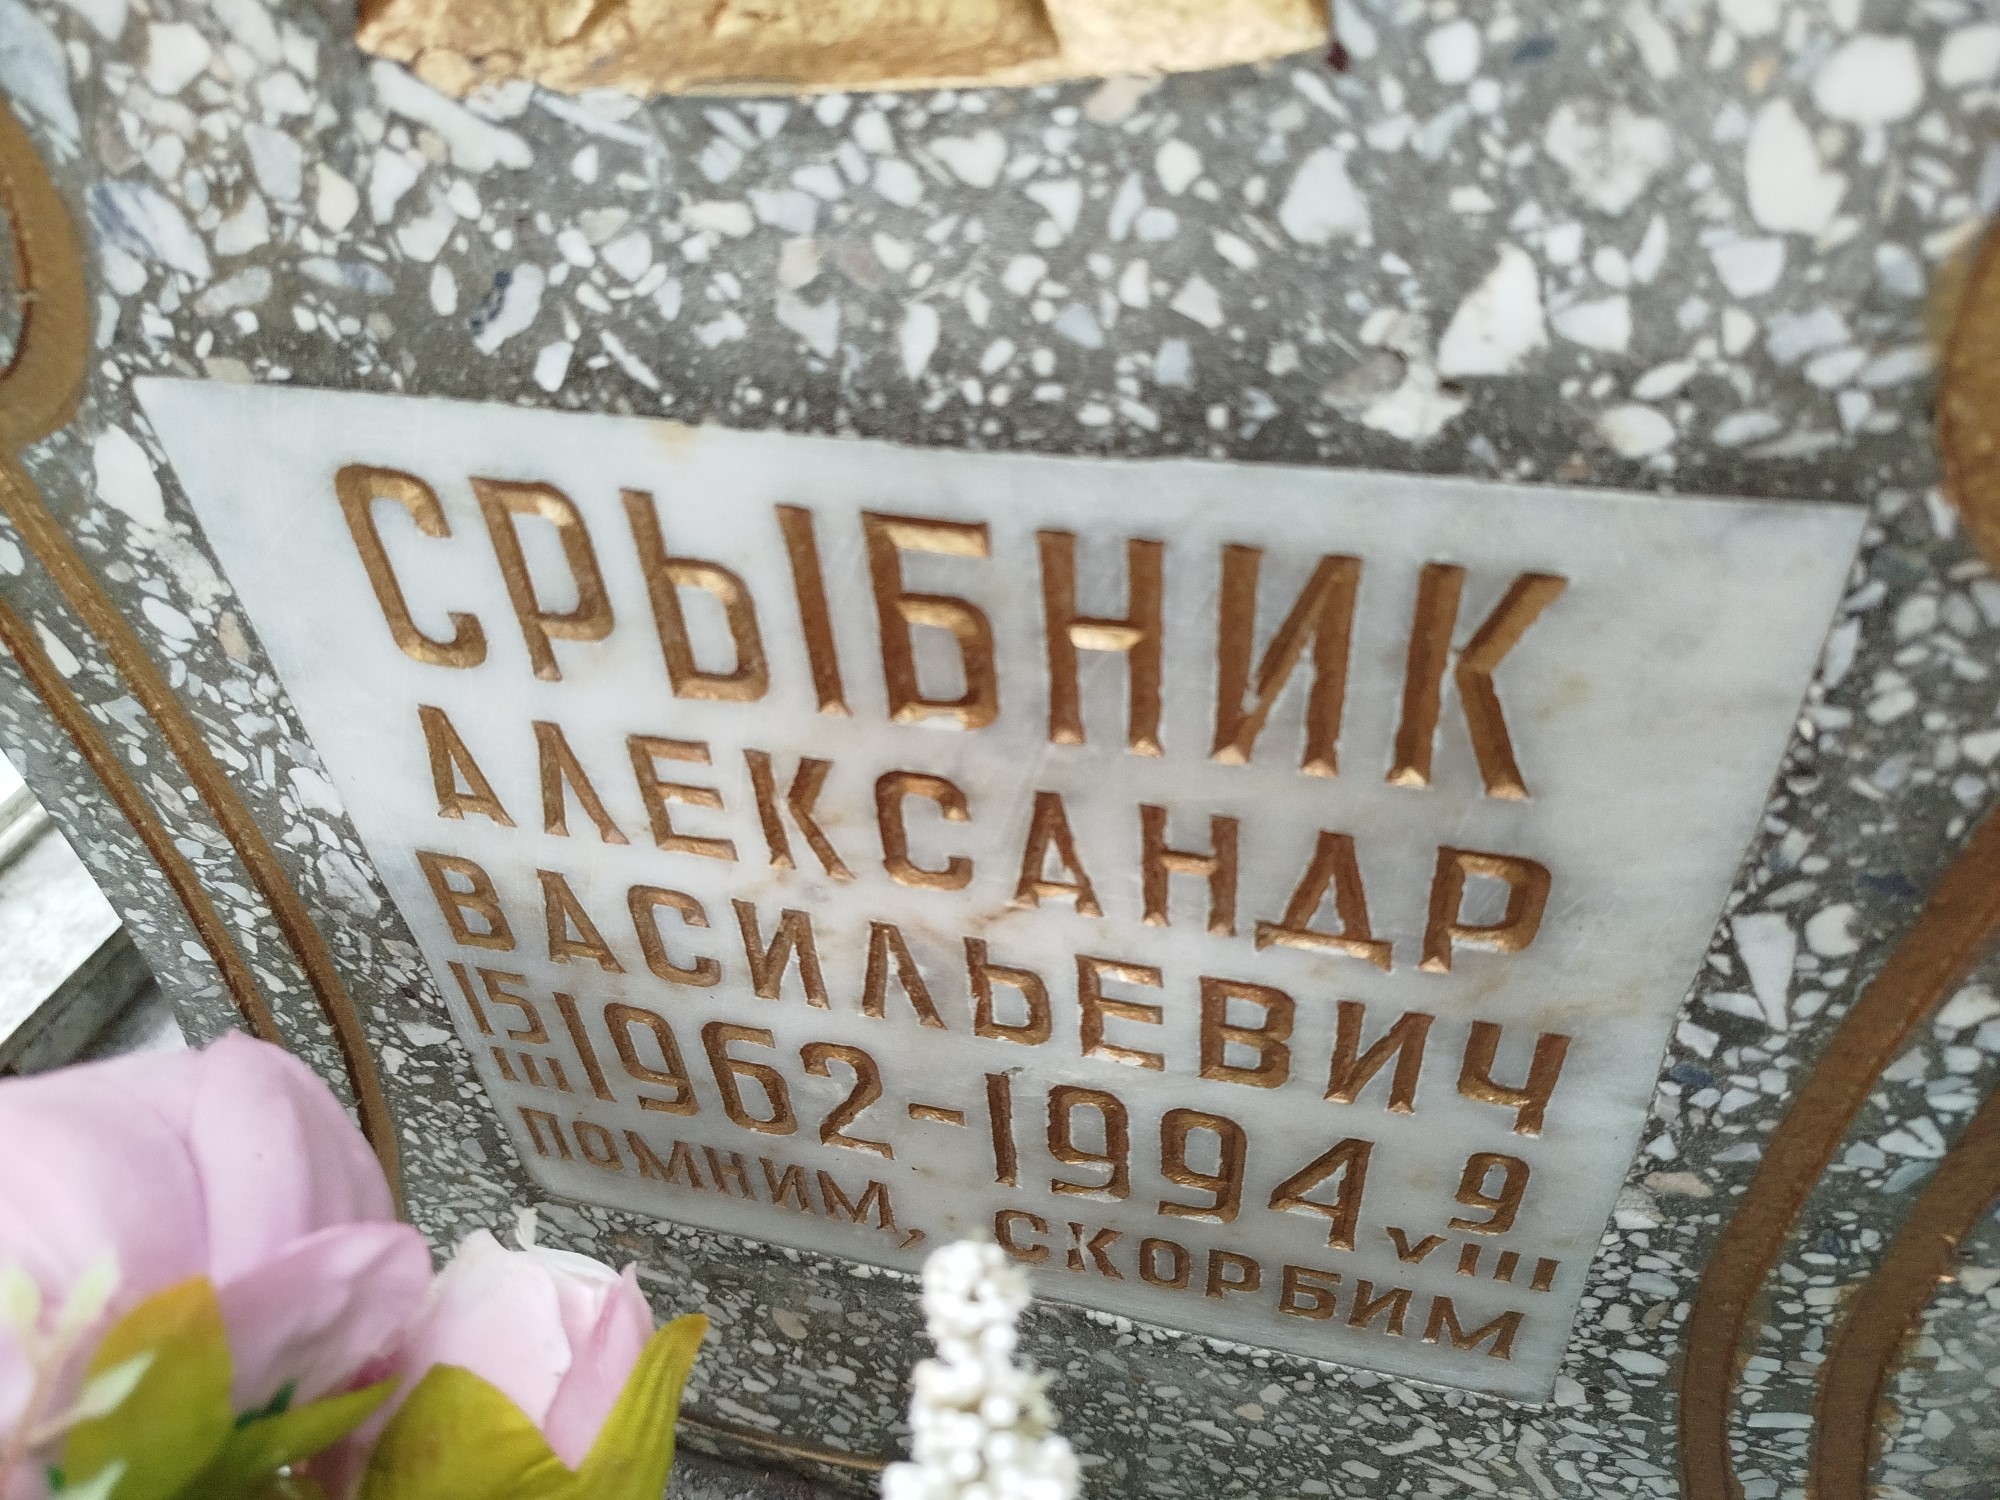 СРЫБНИК
АЛЕКСАНДР
ВАСИЛЬЕВИЧ
15 III 1962-1994 9 VIII
ПОМНИМ, СКОРБИМ